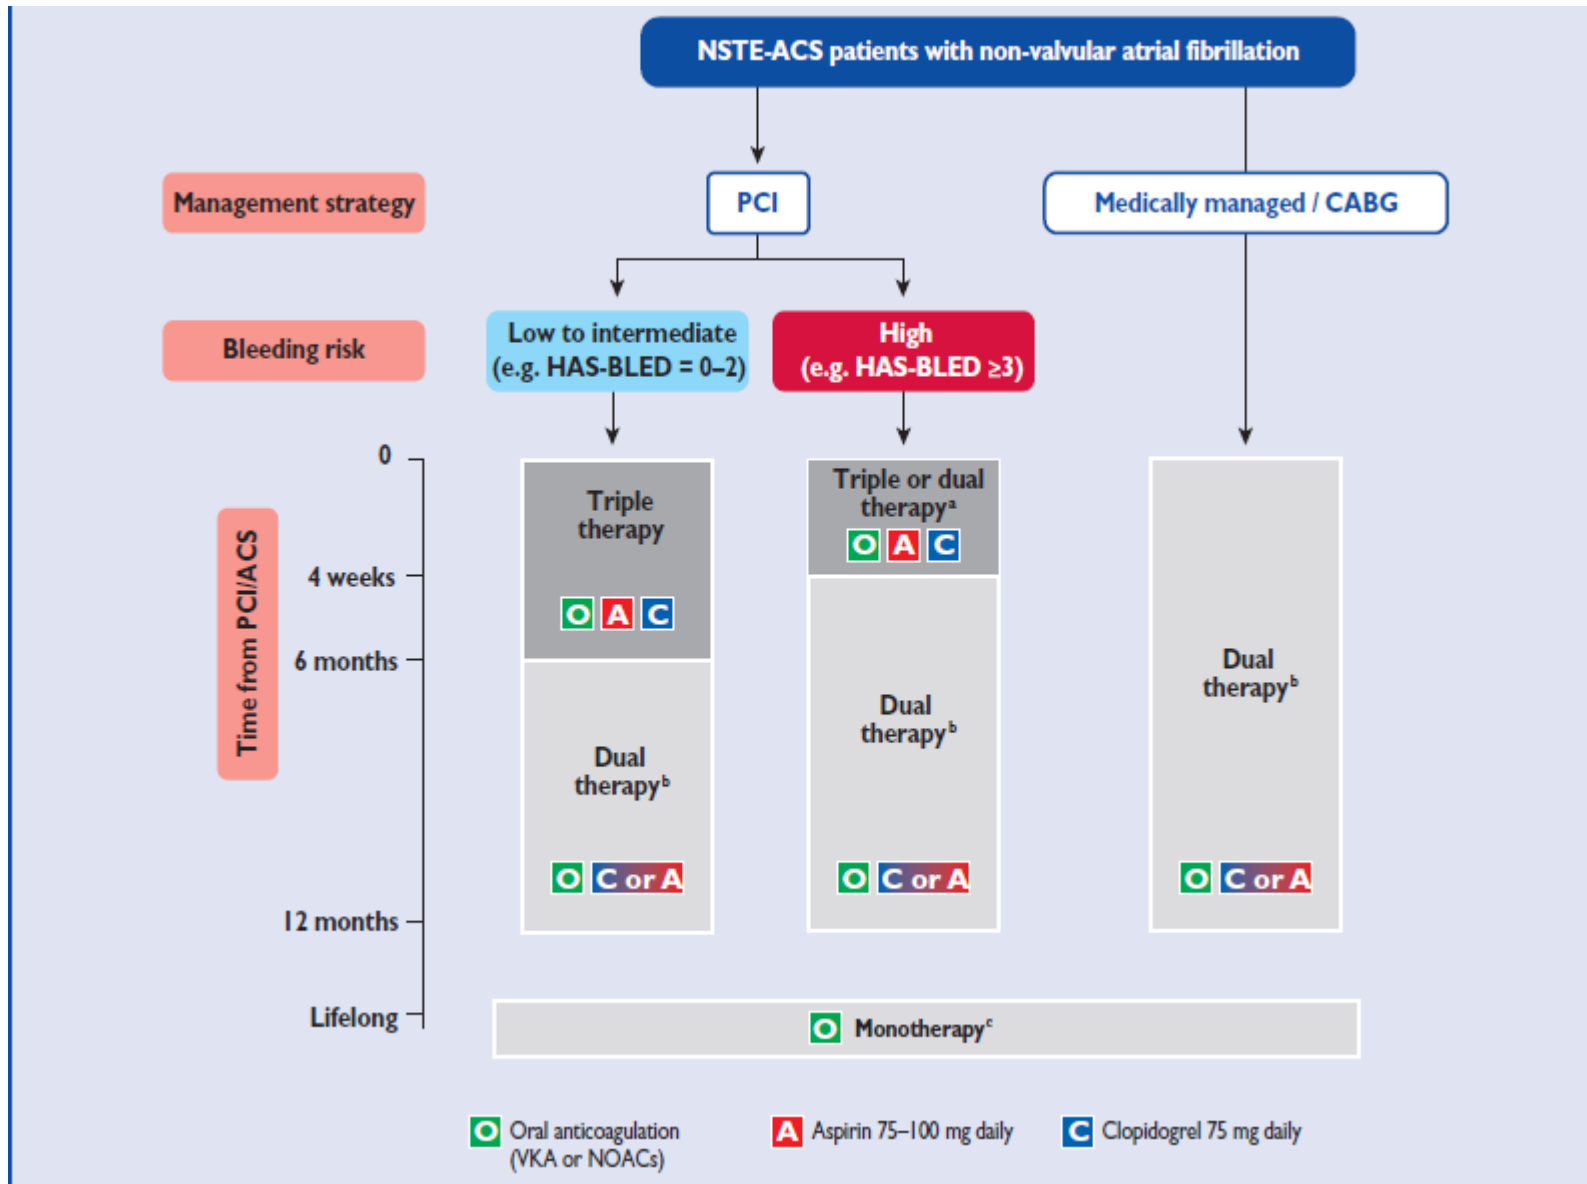 NSTE-ACS patients with non-valvular atrial fibrillation
Management strategy
PCI
Medically managed / CABG
Bleeding risk
Low to intermediate
(e.g. HAS-BLED = 0–2)
High
(e.g. HAS-BLED ≥3)
Time from PCI/ACS
0
4 weeks
6 months
12 months
Lifelong
Triple
therapy
O A C
Dual
therapyᵇ
O C or A
Triple or dual
therapyᵃ
O A C
Dual
therapyᵇ
O C or A
Dual
therapyᵇ
O C or A
O Monotherapyᶜ
O Oral anticoagulation
(VKA or NOACs)
A Aspirin 75–100 mg daily
C Clopidogrel 75 mg daily